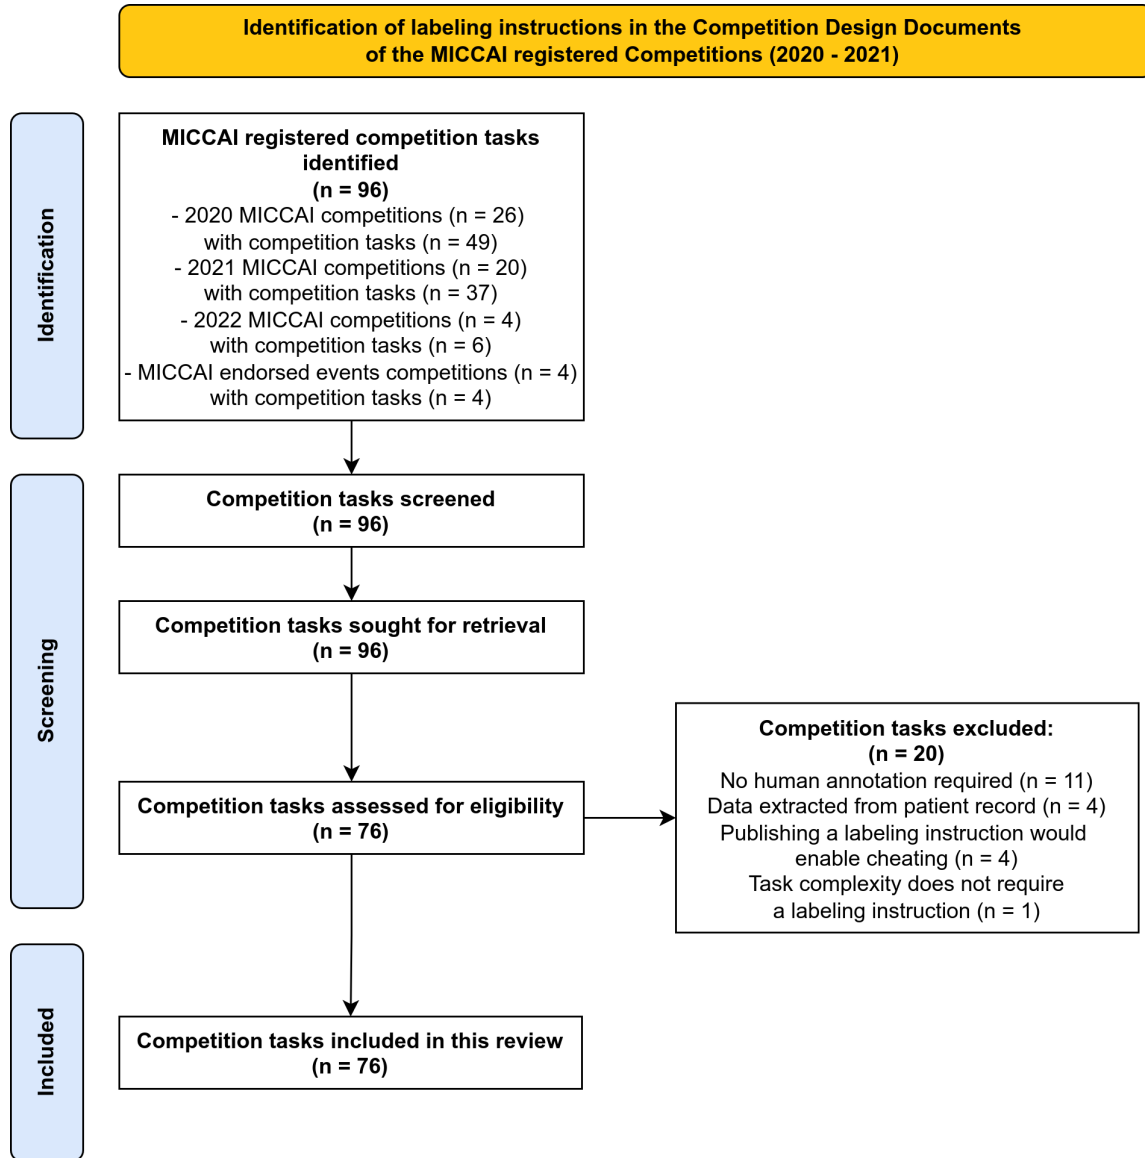 Identification of labeling instructions in the Competition Design Documents
of the MICCAI registered Competitions (2020 - 2021)
Identification
MICCAI registered competition tasks
identified
(n = 96)
- 2020 MICCAI competitions (n = 26)
with competition tasks (n = 49)
- 2021 MICCAI competitions (n = 20)
with competition tasks (n = 37)
- 2022 MICCAI competitions (n = 4)
with competition tasks (n = 6)
- MICCAI endorsed events competitions (n = 4)
with competition tasks (n = 4)
Screening
Competition tasks screened
(n = 96)
Competition tasks sought for retrieval
(n = 96)
Competition tasks assessed for eligibility
(n = 76)
Competition tasks excluded:
(n = 20)
No human annotation required (n = 11)
Data extracted from patient record (n = 4)
Publishing a labeling instruction would
enable cheating (n = 4)
Task complexity does not require
a labeling instruction (n = 1)
Included
Competition tasks included in this review
(n = 76)